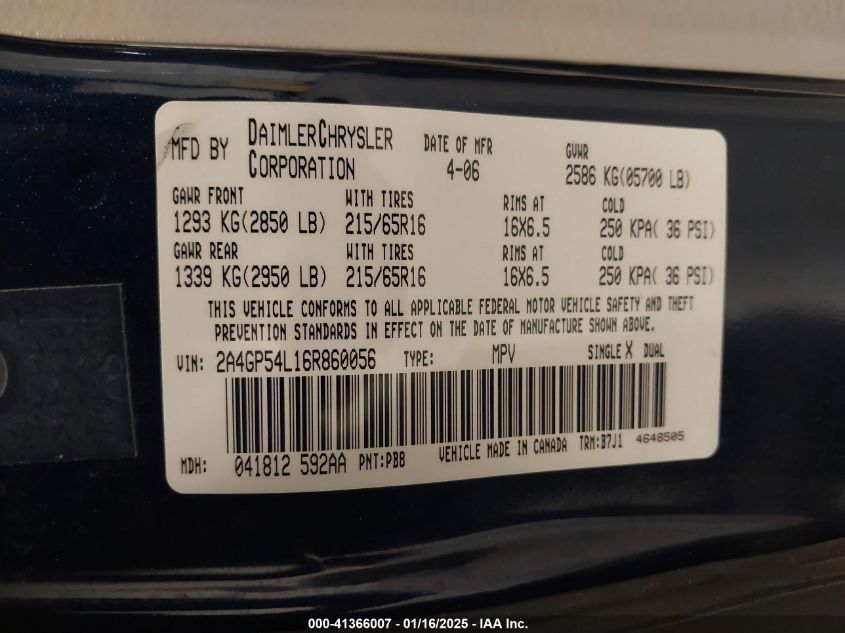 MFD BY DAIMLERCHRYSLER CORPORATION DATE OF MFR 4-06 GVWR 2586 KG(05700 LB)
GAWR FRONT WITH TIRES RIMS AT COLD
1293 KG(2850 LB) 215/65R16 16X6.5 250 KPA( 36 PSI)
GAWR REAR WITH TIRES RIMS AT COLD
1339 KG(2950 LB) 215/65R16 16X6.5 250 KPA( 36 PSI)
THIS VEHICLE CONFORMS TO ALL APPLICABLE FEDERAL MOTOR VEHICLE SAFETY AND THEFT
PREVENTION STANDARDS IN EFFECT ON THE DATE OF MANUFACTURE SHOWN ABOVE.
VIN: 2A4GP54L16R860056 TYPE: MPV SINGLE X DUAL
MDH: 041812 592AA PNT:PB8 VEHICLE MADE IN CANADA TRM:B7J1 4648505
000-41366007 - 01/16/2025 - IAA Inc.